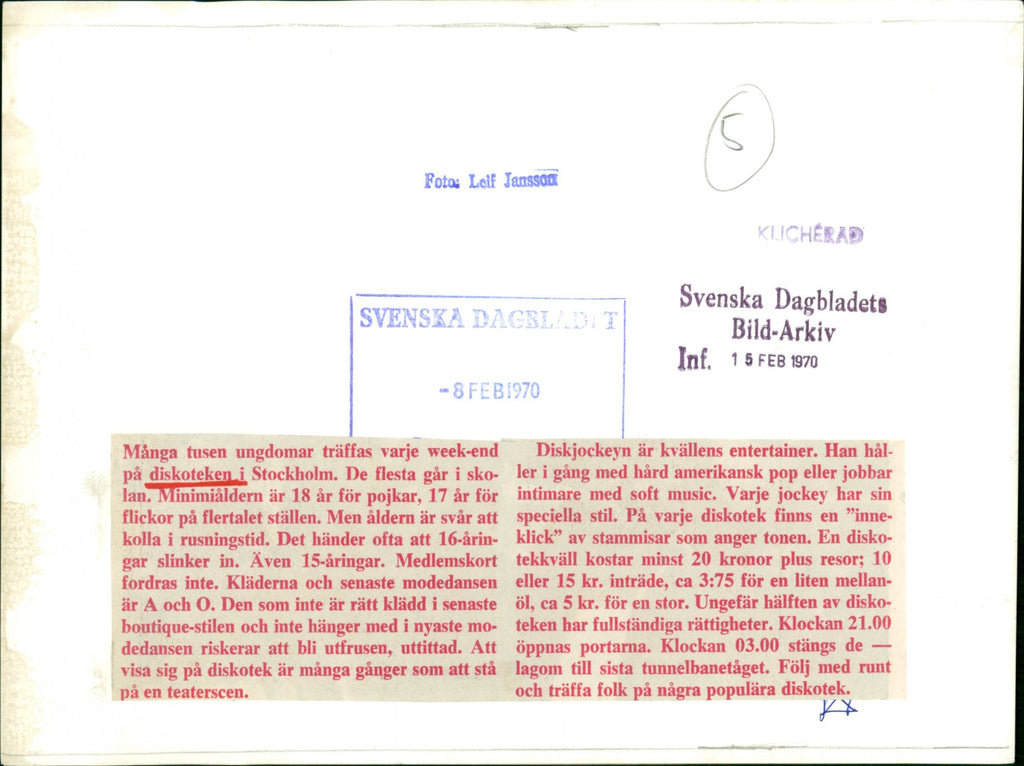 5
Foto: Leif Jansson
KLICHÉRAD
Svenska Dagbladets
Bild-Arkiv
Inf. 15 FEB 1970
SVENSKA DAGBLADET
-8 FEB 1970
Många tusen ungdomar träffas varje week-end
på diskoteken i Stockholm. De flesta går i sko-
lan. Minimiåldern är 18 år för pojkar, 17 år för
flickor på flertalet ställen. Men åldern är svår att
kolla i rusningstid. Det händer ofta att 16-årin-
gar slinker in. Även 15-åringar. Medlemskort
fordras inte. Kläderna och senaste modedansen
är A och O. Den som inte är rätt klädd i senaste
boutique-stilen och inte hänger med i nyaste mo-
dedansen riskerar att bli utfrusen, uttittad. Att
visa sig på diskotek är många gånger som att stå
på en teaterscen.
Diskjockeyn är kvällens entertainer. Han hål-
ler i gång med hård amerikansk pop eller jobbar
intimare med soft music. Varje jockey har sin
speciella stil. På varje diskotek finns en ”inne-
klick” av stammisar som anger tonen. En disko-
tekkväll kostar minst 20 kronor plus resor; 10
eller 15 kr. inträde, ca 3:75 för en liten mellan-
öl, ca 5 kr. för en stor. Ungefär hälften av disko-
teken har fullständiga rättigheter. Klockan 21.00
öppnas portarna. Klockan 03.00 stängs de —
lagom till sista tunnelbanetåget. Följ med runt
och träffa folk på några populära diskotek.